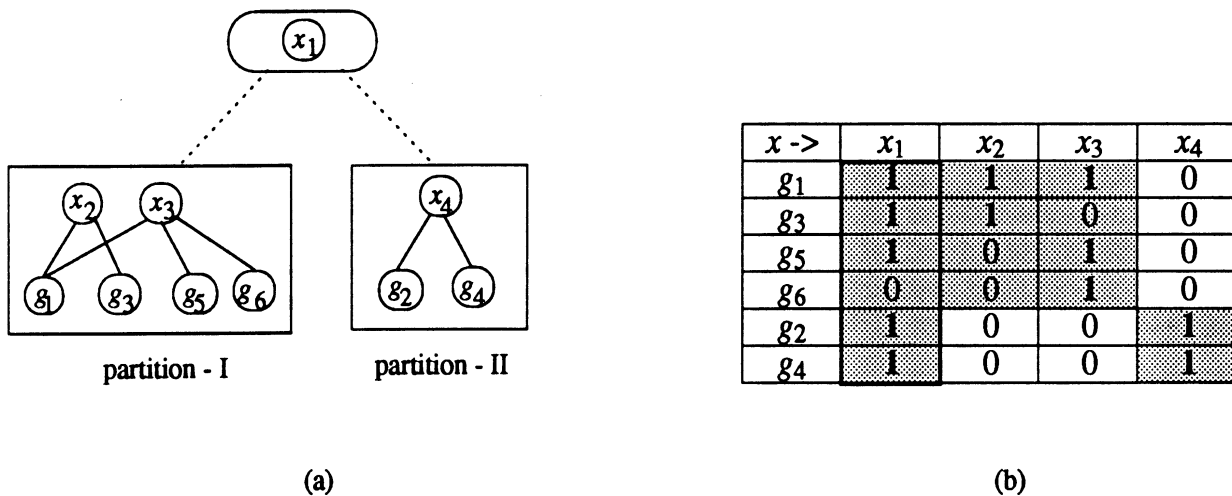 x1
x2 x3
g1 g3 g5 g6
x4
g2 g4
partition - I
partition - II
(a)
x -> x1 x2 x3 x4
g1 1 1 1 0
g3 1 1 0 0
g5 1 0 1 0
g6 0 0 1 0
g2 1 0 0 1
g4 1 0 0 1
(b)